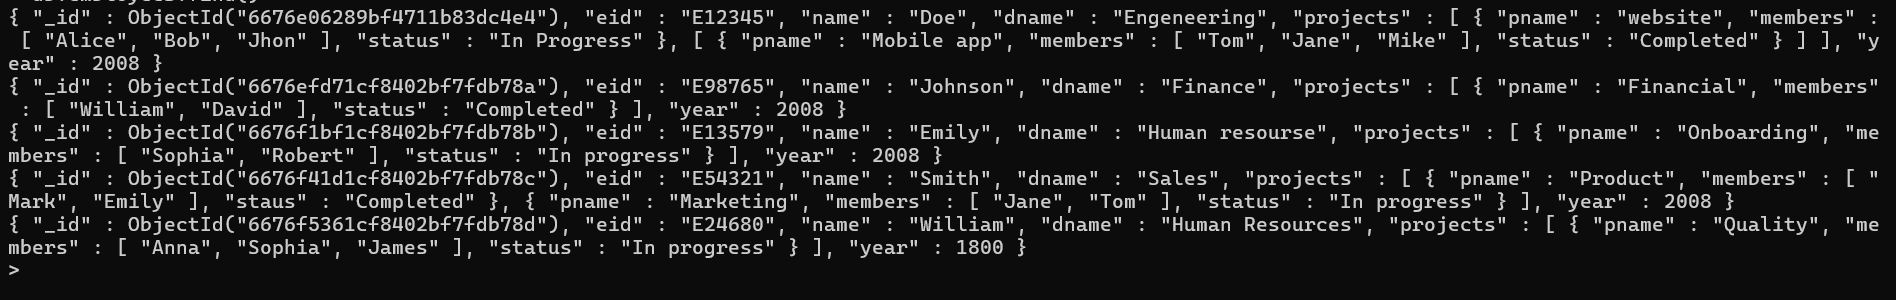 { "_id" : ObjectId("6676e06289bf4711b83dc4e4"), "eid" : "E12345", "name" : "Doe", "dname" : "Engeneering", "projects" : [ { "pname" : "website", "members" :
[ "Alice", "Bob", "Jhon" ], "status" : "In Progress" }, [ { "pname" : "Mobile app", "members" : [ "Tom", "Jane", "Mike" ], "status" : "Completed" } ] ], "y
ear" : 2008 }
{ "_id" : ObjectId("6676efd71cf8402bf7fdb78a"), "eid" : "E98765", "name" : "Johnson", "dname" : "Finance", "projects" : [ { "pname" : "Financial", "members"
: [ "William", "David" ], "status" : "Completed" } ], "year" : 2008 }
{ "_id" : ObjectId("6676f1bf1cf8402bf7fdb78b"), "eid" : "E13579", "name" : "Emily", "dname" : "Human resourse", "projects" : [ { "pname" : "Onboarding", "me
mbers" : [ "Sophia", "Robert" ], "status" : "In progress" } ], "year" : 2008 }
{ "_id" : ObjectId("6676f41d1cf8402bf7fdb78c"), "eid" : "E54321", "name" : "Smith", "dname" : "Sales", "projects" : [ { "pname" : "Product", "members" : [ "
Mark", "Emily" ], "staus" : "Completed" }, { "pname" : "Marketing", "members" : [ "Jane", "Tom" ], "status" : "In progress" } ], "year" : 2008 }
{ "_id" : ObjectId("6676f5361cf8402bf7fdb78d"), "eid" : "E24680", "name" : "William", "dname" : "Human Resources", "projects" : [ { "pname" : "Quality", "me
mbers" : [ "Anna", "Sophia", "James" ], "status" : "In progress" } ], "year" : 1800 }
>